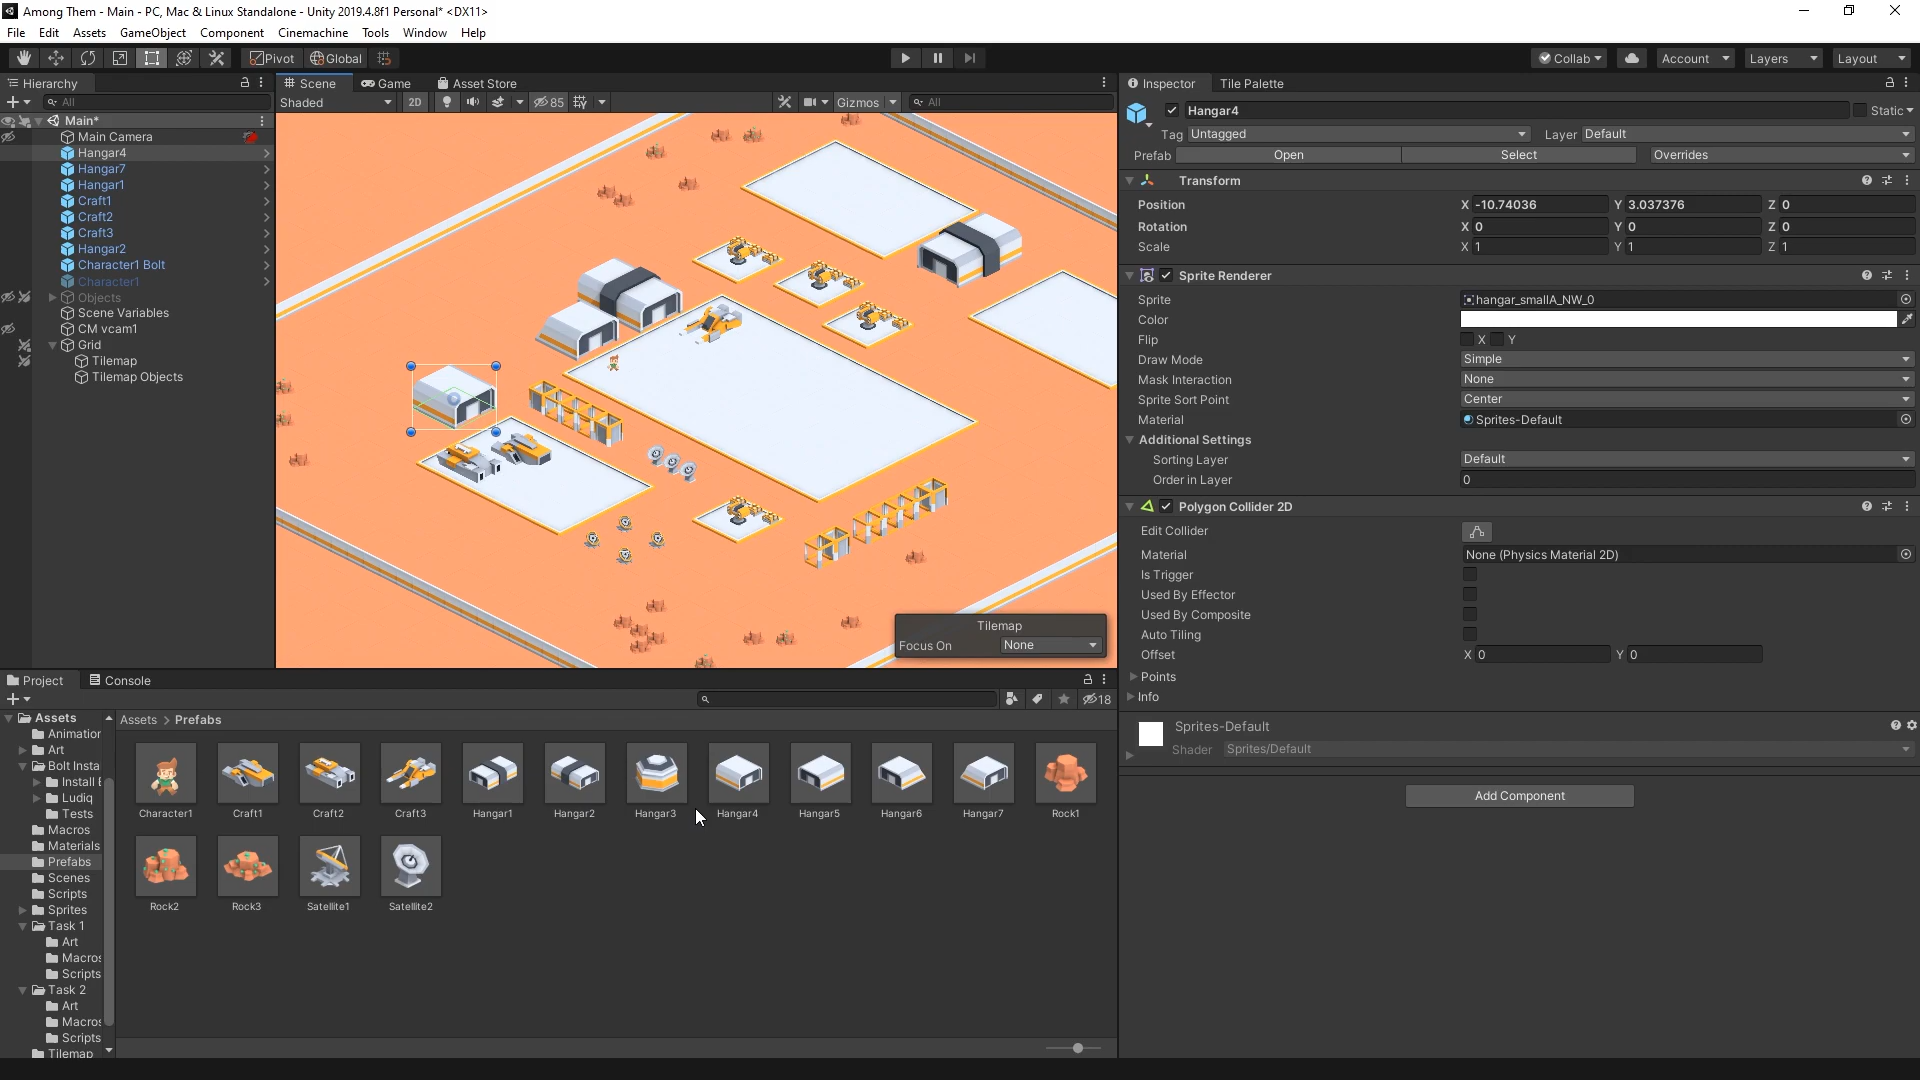 Among Them - Main - PC, Mac & Linux Standalone - Unity 2019.4.8f1 Personal* <DX11>
File Edit Assets GameObject Component Cinemachine Tools Window Help
Pivot Global Collab Account Layers Layout
Hierarchy
All
Main*
Main Camera
Hangar4
Hangar7
Hangar1
Craft1
Craft2
Craft3
Hangar2
Character1 Bolt
Character1
Objects
Scene Variables
CM vcam1
Grid
Tilemap
Tilemap Objects
Scene Game Asset Store
Shaded 2D 85 Gizmos All
Tilemap
Focus On None
Inspector Tile Palette
Hangar4 Static
Tag Untagged Layer Default
Prefab Open Select Overrides
Transform
Position X -10.74036 Y 3.037376 Z 0
Rotation X 0 Y 0 Z 0
Scale X 1 Y 1 Z 1
Sprite Renderer
Sprite hangar_smallA_NW_0
Color
Flip X Y
Draw Mode Simple
Mask Interaction None
Sprite Sort Point Center
Material Sprites-Default
Additional Settings
Sorting Layer Default
Order in Layer 0
Polygon Collider 2D
Edit Collider
Material None (Physics Material 2D)
Is Trigger
Used By Effector
Used By Composite
Auto Tiling
Offset X 0 Y 0
Points
Info
Sprites-Default
Shader Sprites/Default
Add Component
Project Console
18
Assets
Animation
Art
Bolt Insta
Install E
Ludiq
Tests
Macros
Materials
Prefabs
Scenes
Scripts
Sprites
Task 1
Art
Macros
Scripts
Task 2
Art
Macros
Scripts
Tilemap
Assets > Prefabs
Character1 Craft1 Craft2 Craft3 Hangar1 Hangar2 Hangar3 Hangar4 Hangar5 Hangar6 Hangar7 Rock1
Rock2 Rock3 Satellite1 Satellite2